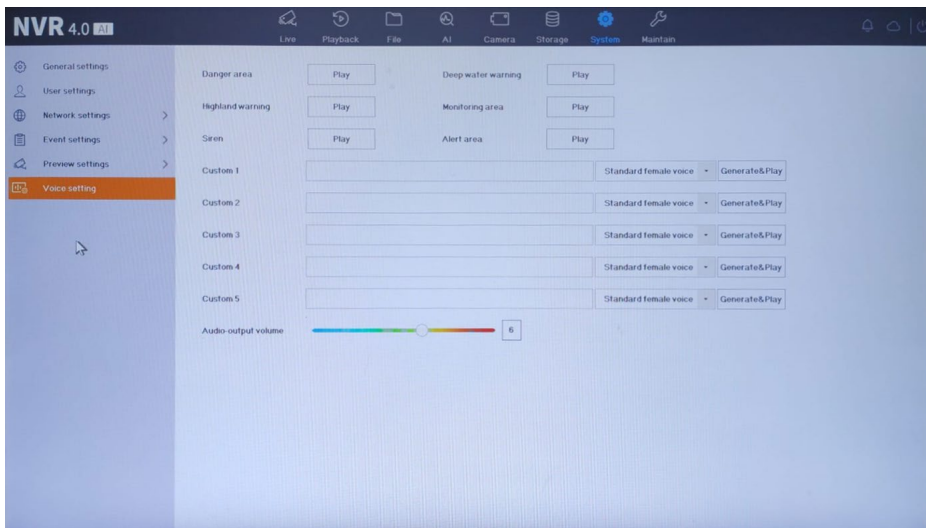 NVR 4.0 AI
Live Playback File AI Camera Storage System Maintain
General settings
User settings
Network settings
Event settings
Preview settings
Voice setting
Danger area Play Deep water warning Play
Highland warning Play Monitoring area Play
Siren Play Alert area Play
Custom 1 Standard female voice Generate&Play
Custom 2 Standard female voice Generate&Play
Custom 3 Standard female voice Generate&Play
Custom 4 Standard female voice Generate&Play
Custom 5 Standard female voice Generate&Play
Audio output volume 6